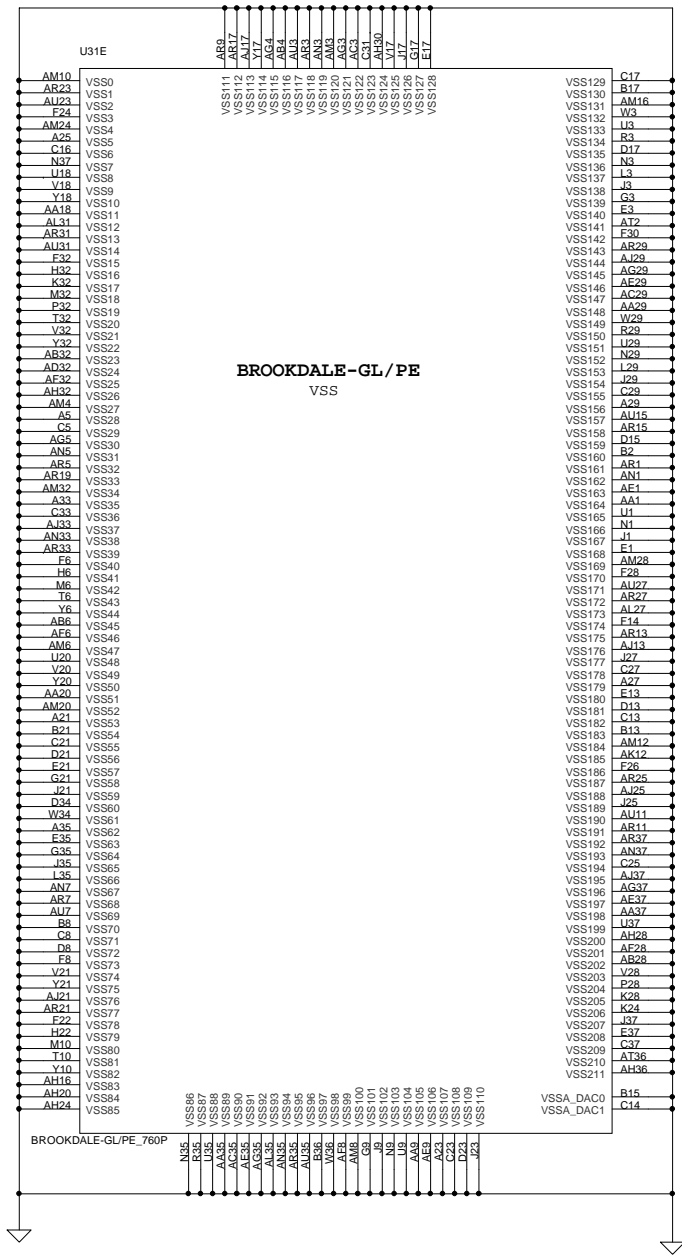 U31E
AR9 VSS111
AR17 VSS112
AJ17 VSS113
Y17 VSS114
AG4 VSS115
AB4 VSS116
AU3 VSS117
AR3 VSS118
AN3 VSS119
AM3 VSS120
AG3 VSS121
AC3 VSS122
C31 VSS123
AH30 VSS124
V17 VSS125
J17 VSS126
G17 VSS127
E17 VSS128
AM10 VSS0
AR23 VSS1
AU23 VSS2
F24 VSS3
AM24 VSS4
A25 VSS5
C16 VSS6
N37 VSS7
U18 VSS8
V18 VSS9
Y18 VSS10
AA18 VSS11
AL31 VSS12
AR31 VSS13
AU31 VSS14
F32 VSS15
H32 VSS16
K32 VSS17
M32 VSS18
P32 VSS19
T32 VSS20
V32 VSS21
Y32 VSS22
AB32 VSS23
AD32 VSS24
AF32 VSS25
AH32 VSS26
AM4 VSS27
A5 VSS28
C5 VSS29
AG5 VSS30
AN5 VSS31
AR5 VSS32
AR19 VSS33
AM32 VSS34
A33 VSS35
C33 VSS36
AJ33 VSS37
AN33 VSS38
AR33 VSS39
F6 VSS40
H6 VSS41
M6 VSS42
T6 VSS43
Y6 VSS44
AB6 VSS45
AF6 VSS46
AM6 VSS47
U20 VSS48
V20 VSS49
Y20 VSS50
AA20 VSS51
AM20 VSS52
A21 VSS53
B21 VSS54
C21 VSS55
D21 VSS56
E21 VSS57
G21 VSS58
J21 VSS59
D34 VSS60
W34 VSS61
A35 VSS62
E35 VSS63
G35 VSS64
J35 VSS65
L35 VSS66
AN7 VSS67
AR7 VSS68
AU7 VSS69
B8 VSS70
C8 VSS71
D8 VSS72
F8 VSS73
V21 VSS74
Y21 VSS75
AJ21 VSS76
AR21 VSS77
F22 VSS78
H22 VSS79
M10 VSS80
T10 VSS81
Y10 VSS82
AH16 VSS83
AH20 VSS84
AH24 VSS85
BROOKDALE-GL/PE
VSS
VSS129 C17
VSS130 B17
VSS131 AM16
VSS132 W3
VSS133 U3
VSS134 R3
VSS135 D17
VSS136 N3
VSS137 L3
VSS138 J3
VSS139 G3
VSS140 E3
VSS141 AT2
VSS142 F30
VSS143 AR29
VSS144 AJ29
VSS145 AG29
VSS146 AE29
VSS147 AC29
VSS148 AA29
VSS149 W29
VSS150 R29
VSS151 U29
VSS152 N29
VSS153 L29
VSS154 J29
VSS155 C29
VSS156 A29
VSS157 AU15
VSS158 AR15
VSS159 D15
VSS160 B2
VSS161 AR1
VSS162 AN1
VSS163 AE1
VSS164 AA1
VSS165 U1
VSS166 N1
VSS167 J1
VSS168 E1
VSS169 AM28
VSS170 F28
VSS171 AU27
VSS172 AR27
VSS173 AL27
VSS174 F14
VSS175 AR13
VSS176 AJ13
VSS177 J27
VSS178 C27
VSS179 A27
VSS180 E13
VSS181 D13
VSS182 C13
VSS183 B13
VSS184 AM12
VSS185 AK12
VSS186 F26
VSS187 AR25
VSS188 AJ25
VSS189 J25
VSS190 AU11
VSS191 AR11
VSS192 AR37
VSS193 AN37
VSS194 C25
VSS195 AJ37
VSS196 AG37
VSS197 AE37
VSS198 AA37
VSS199 U37
VSS200 AH28
VSS201 AF28
VSS202 AB28
VSS203 V28
VSS204 P28
VSS205 K28
VSS206 K24
VSS207 J37
VSS208 E37
VSS209 C37
VSS210 AT36
VSS211 AH36
VSSA_DAC0 B15
VSSA_DAC1 C14
VSS86 N35
VSS87 R35
VSS88 U35
VSS89 AA35
VSS90 AC35
VSS91 AE35
VSS92 AG35
VSS93 AL35
VSS94 AN35
VSS95 AR35
VSS96 AU35
VSS97 B36
VSS98 W36
VSS99 AF8
VSS100 AM8
VSS101 G9
VSS102 J9
VSS103 N9
VSS104 U9
VSS105 AA9
VSS106 AE9
VSS107 A23
VSS108 C23
VSS109 D23
VSS110 J23
BROOKDALE-GL/PE_760P